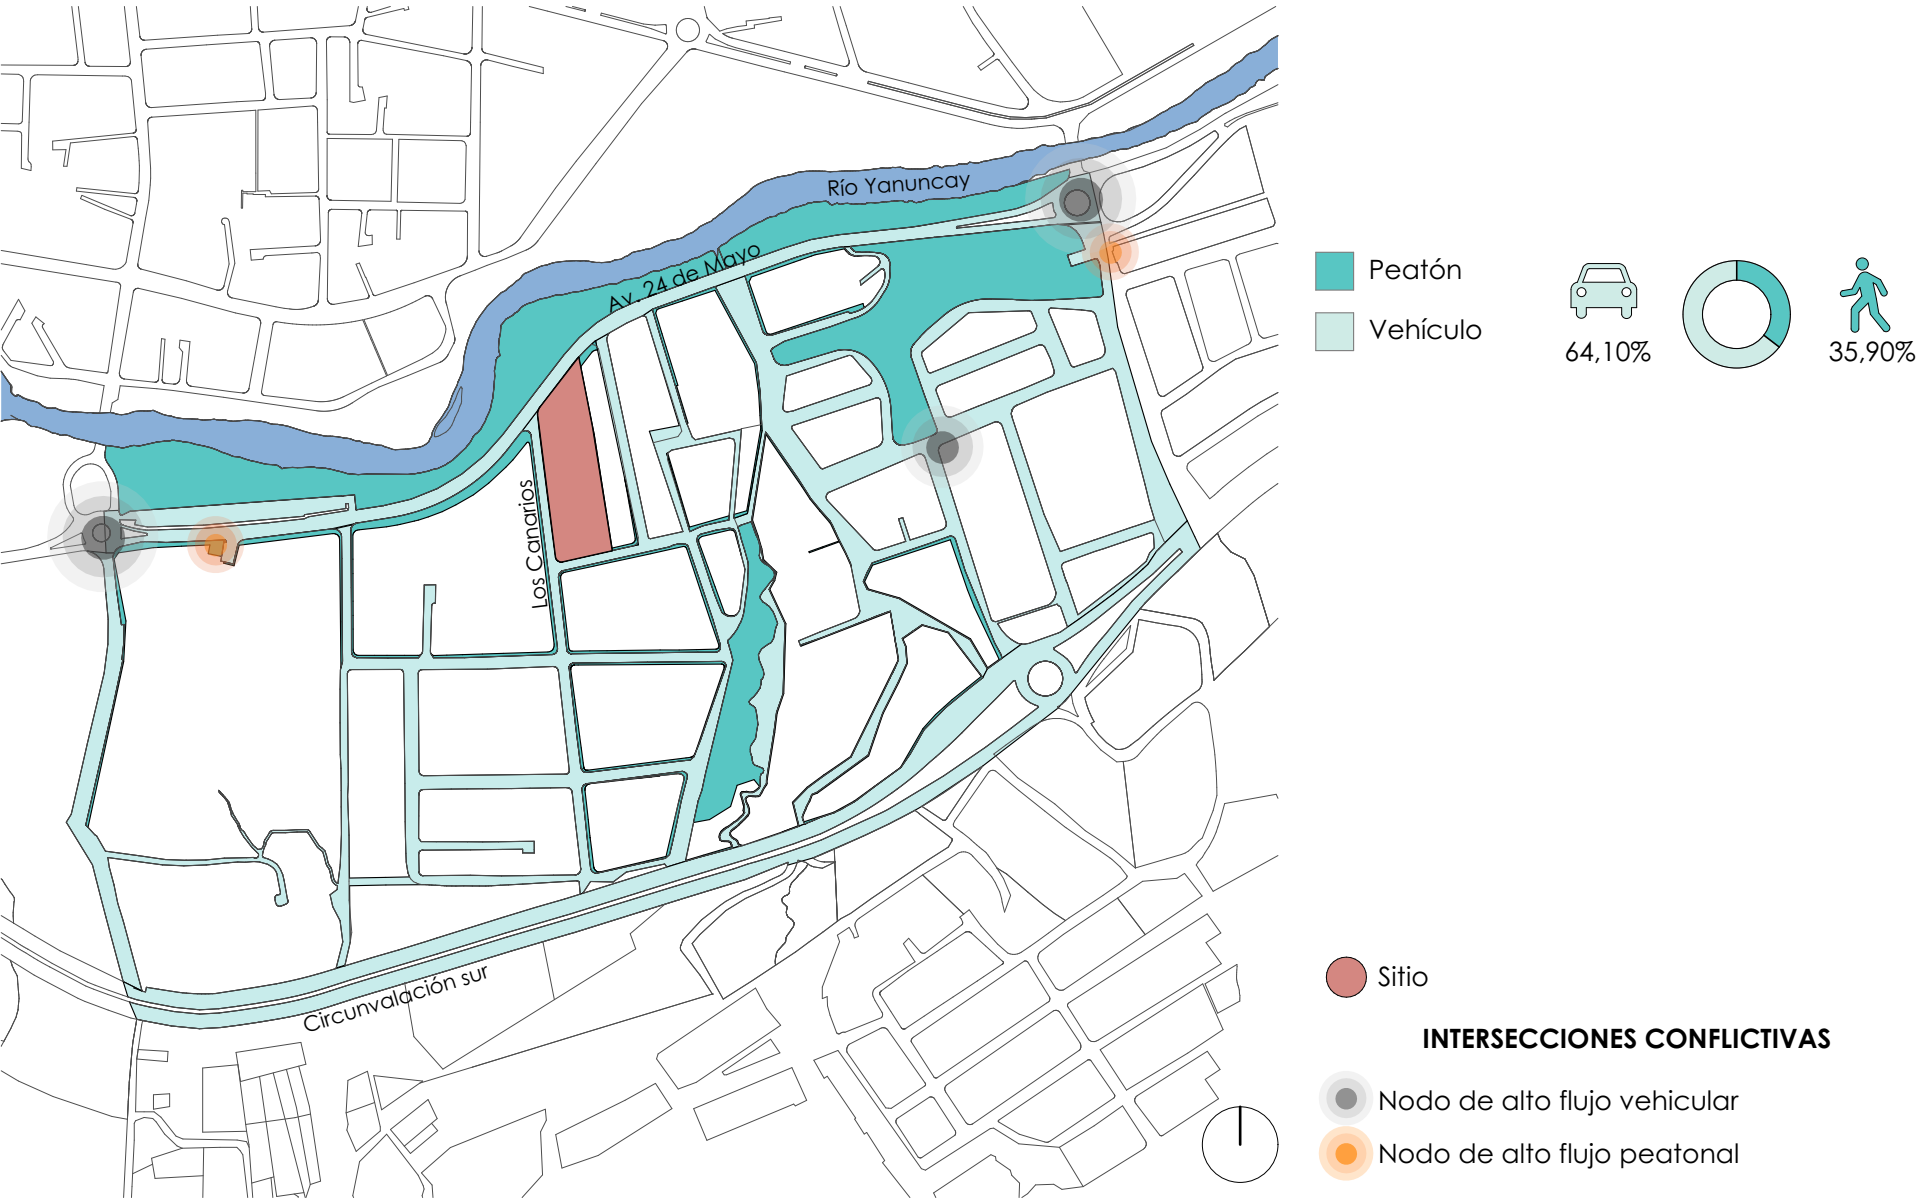 Río Yanuncay
Av. 24 de Mayo
Los Canarios
Circunvalación sur
Peatón
Vehículo
64,10%
35,90%
Sitio
INTERSECCIONES CONFLICTIVAS
Nodo de alto flujo vehicular
Nodo de alto flujo peatonal